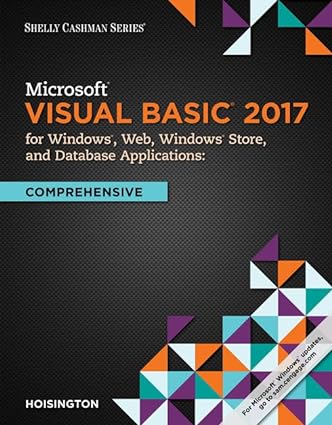 SHELLY CASHMAN SERIES®
Microsoft®
VISUAL BASIC® 2017
for Windows®, Web, Windows® Store,
and Database Applications:
COMPREHENSIVE
For Microsoft® Windows® updates,
go to sam.cengage.com
HOISINGTON